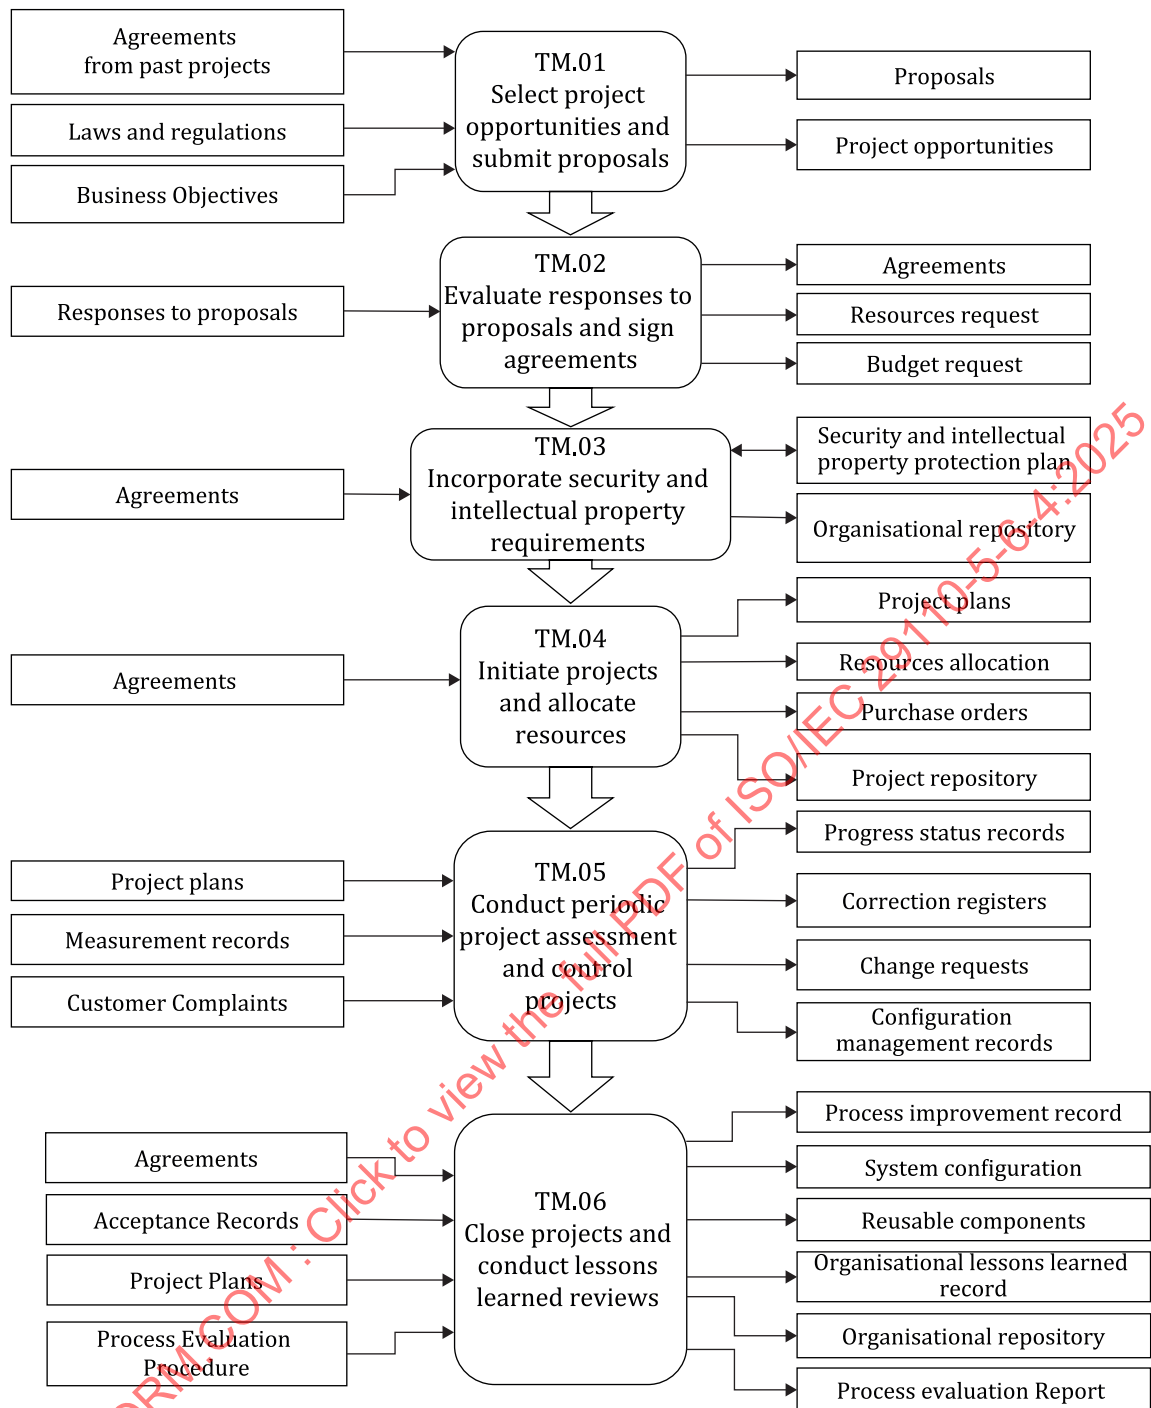 Agreements
from past projects
Laws and regulations
Business Objectives
TM.01
Select project
opportunities and
submit proposals
Proposals
Project opportunities
Responses to proposals
TM.02
Evaluate responses to
proposals and sign
agreements
Agreements
Resources request
Budget request
Agreements
TM.03
Incorporate security and
intellectual property
requirements
Security and intellectual
property protection plan
Organisational repository
Agreements
TM.04
Initiate projects
and allocate
resources
Project plans
Resources allocation
Purchase orders
Project repository
Project plans
Measurement records
Customer Complaints
TM.05
Conduct periodic
project assessment
and control
projects
Progress status records
Correction registers
Change requests
Configuration
management records
Agreements
Acceptance Records
Project Plans
Process Evaluation
Procedure
TM.06
Close projects and
conduct lessons
learned reviews
Process improvement record
System configuration
Reusable components
Organisational lessons learned
record
Organisational repository
Process evaluation Report
ORM.COM : Click to view the full PDF of ISO/IEC 29110-5-6-4:2025